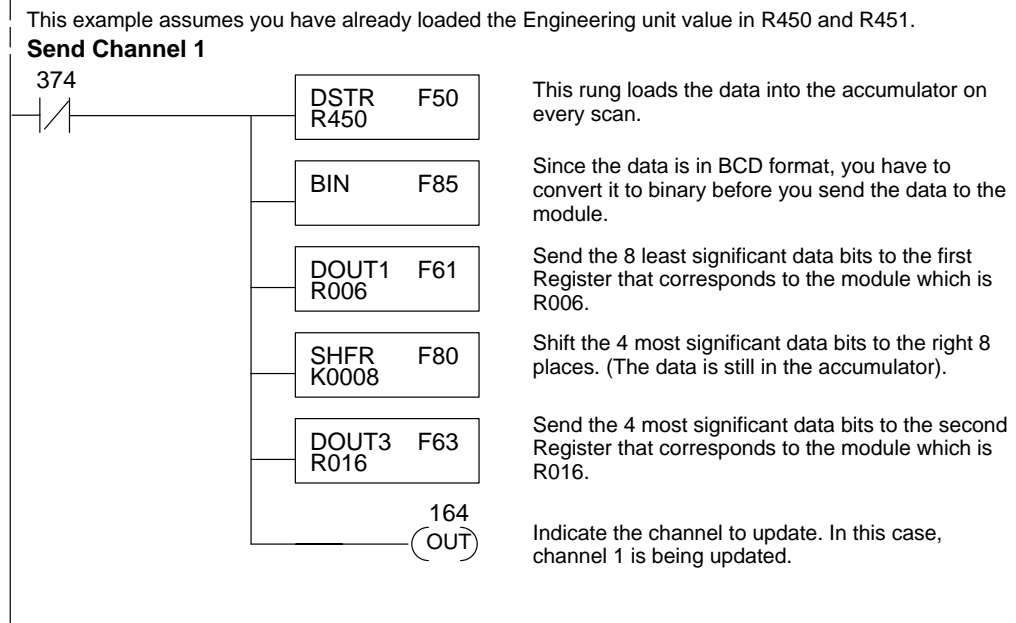 This example assumes you have already loaded the Engineering unit value in R450 and R451.
Send Channel 1
374
DSTR F50
R450
This rung loads the data into the accumulator on
every scan.
BIN F85
Since the data is in BCD format, you have to
convert it to binary before you send the data to the
module.
DOUT1 F61
R006
Send the 8 least significant data bits to the first
Register that corresponds to the module which is
R006.
SHFR F80
K0008
Shift the 4 most significant data bits to the right 8
places. (The data is still in the accumulator).
DOUT3 F63
R016
Send the 4 most significant data bits to the second
Register that corresponds to the module which is
R016.
164
OUT
Indicate the channel to update. In this case,
channel 1 is being updated.